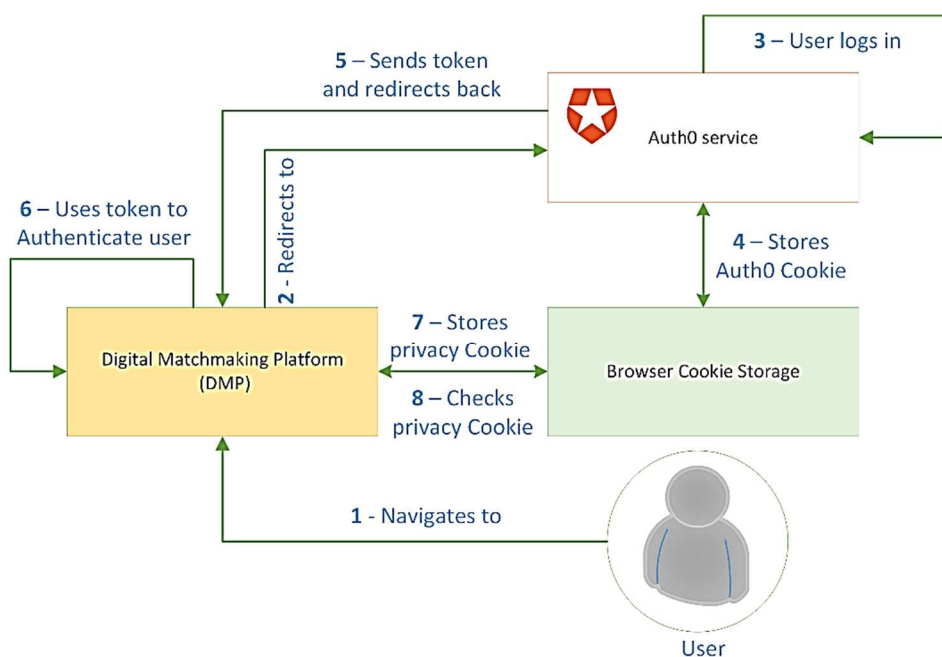 3 – User logs in
5 – Sends token
and redirects back
Auth0 service
2 - Redirects to
6 – Uses token to
Authenticate user
4 – Stores
Auth0 Cookie
7 – Stores
privacy Cookie
Digital Matchmaking Platform
(DMP)
Browser Cookie Storage
8 – Checks
privacy Cookie
1 - Navigates to
User